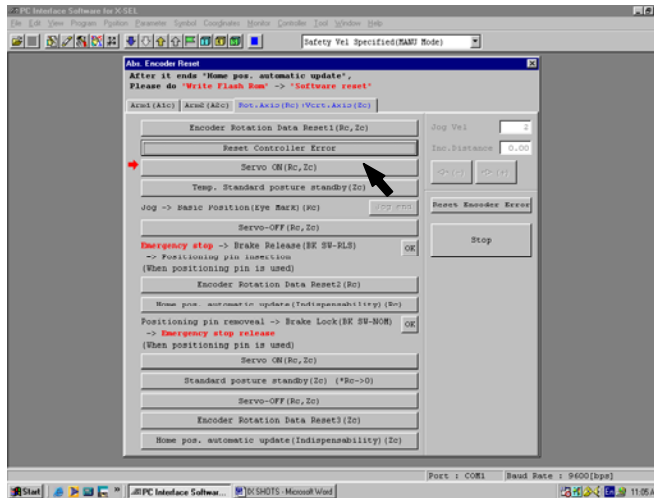 PC Interface Software for X-SEL
File Edit View Program Position Parameter Symbol Coordinates Monitor Controller Tool Window Help
Safety Vel Specified(MANU Mode)
Abs. Encoder Reset
After it ends "Home pos. automatic update",
Please do "Write Flash Rom" -> "Software reset"
Arm1(A1c) Arm2(A2c) Rot.Axis(Rc)+Vert.Axis(Zc)
Encoder Rotation Data Reset1(Rc,Zc)
Jog Vel 2
Reset Controller Error
Inc.Distance 0.00
Servo ON(Rc,Zc)
Temp. Standard posture standby(Zc)
Jog -> Basic Position(Eye Mark)(Rc) Jog end
Reset Encoder Error
Servo-OFF(Rc,Zc)
Stop
Emergency stop -> Brake Release(BK SW-RLS) OK
-> Positioning pin insertion
(When positioning pin is used)
Encoder Rotation Data Reset2(Rc)
Home pos. automatic update(Indispensability)(Rc)
Positioning pin removeal -> Brake Lock(BK SW-NOM) OK
-> Emergency stop release
(When positioning pin is used)
Servo ON(Rc,Zc)
Standard posture standby(Zc) (*Rc->0)
Servo-OFF(Rc,Zc)
Encoder Rotation Data Reset3(Zc)
Home pos. automatic update(Indispensability)(Zc)
Port : COM1 Baud Rate : 9600[bps]
Start PC Interface Softwar... IX SHOTS - Microsoft Word 11:05 A